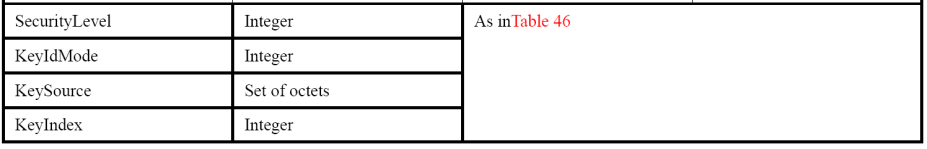 SecurityLevel Integer As inTable 46
KeyIdMode Integer
KeySource Set of octets
KeyIndex Integer